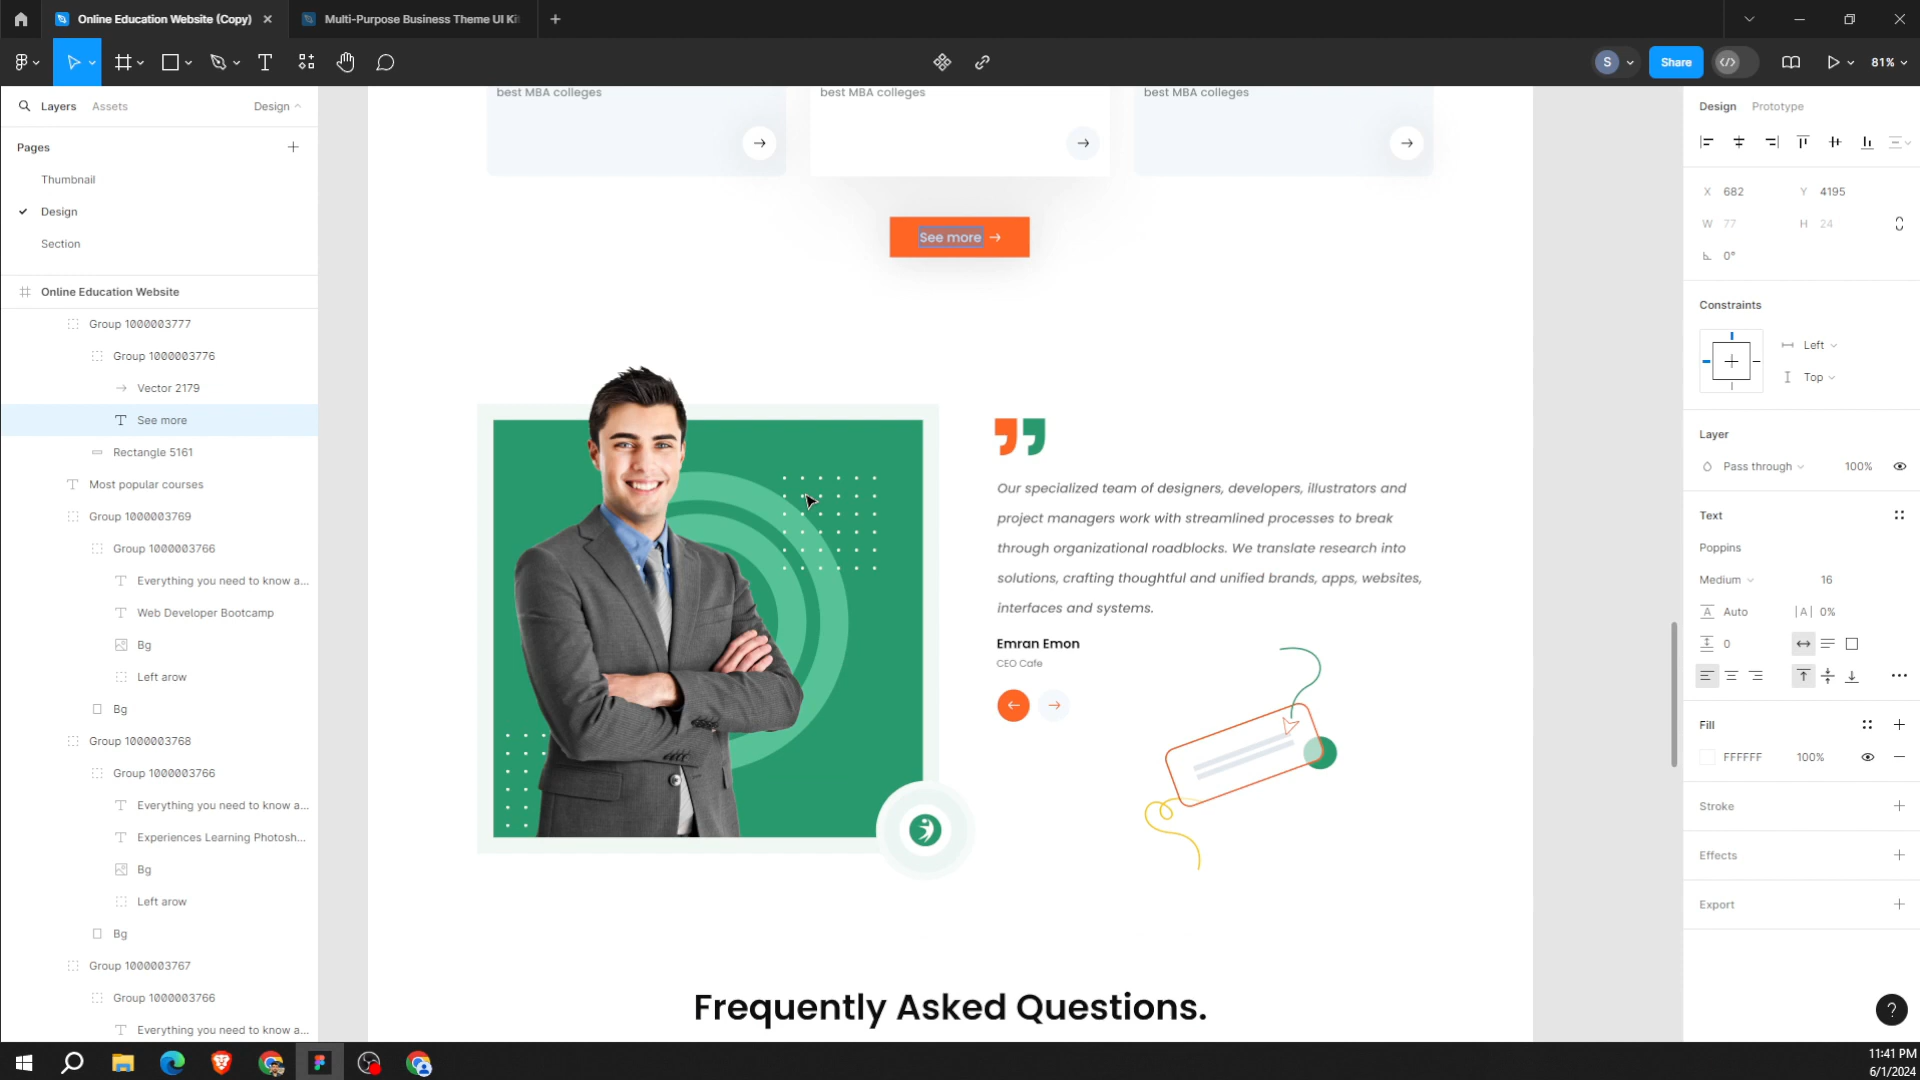 Online Education Website (Copy)
Multi-Purpose Business Theme UI Ki
S
Share
81%
Layers
Assets
Design
Pages
Thumbnail
Design
Section
Online Education Website
Group 1000003777
Group 1000003776
Vector 2179
See more
Rectangle 5161
Most popular courses
Group 1000003769
Group 1000003766
Everything you need to know a...
Web Developer Bootcamp
Bg
Left arow
Bg
Group 1000003768
Group 1000003766
Everything you need to know a...
Experiences Learning Photosh...
Bg
Left arow
Bg
Group 1000003767
Group 1000003766
Everything you need to know a...
best MBA colleges
best MBA colleges
best MBA colleges
See more
Our specialized team of designers, developers, illustrators and
project managers work with streamlined processes to break
through organizational roadblocks. We translate research into
solutions, crafting thoughtful and unified brands, apps, websites,
interfaces and systems.
Emran Emon
CEO Cafe
Frequently Asked Questions.
Design
Prototype
X 682
Y 4195
W 77
H 24
0°
Constraints
Left
Top
Layer
Pass through
100%
Text
Poppins
Medium
16
Auto
|A| 0%
0
Fill
FFFFFF
100%
Stroke
Effects
Export
?
11:41 PM
6/1/2024